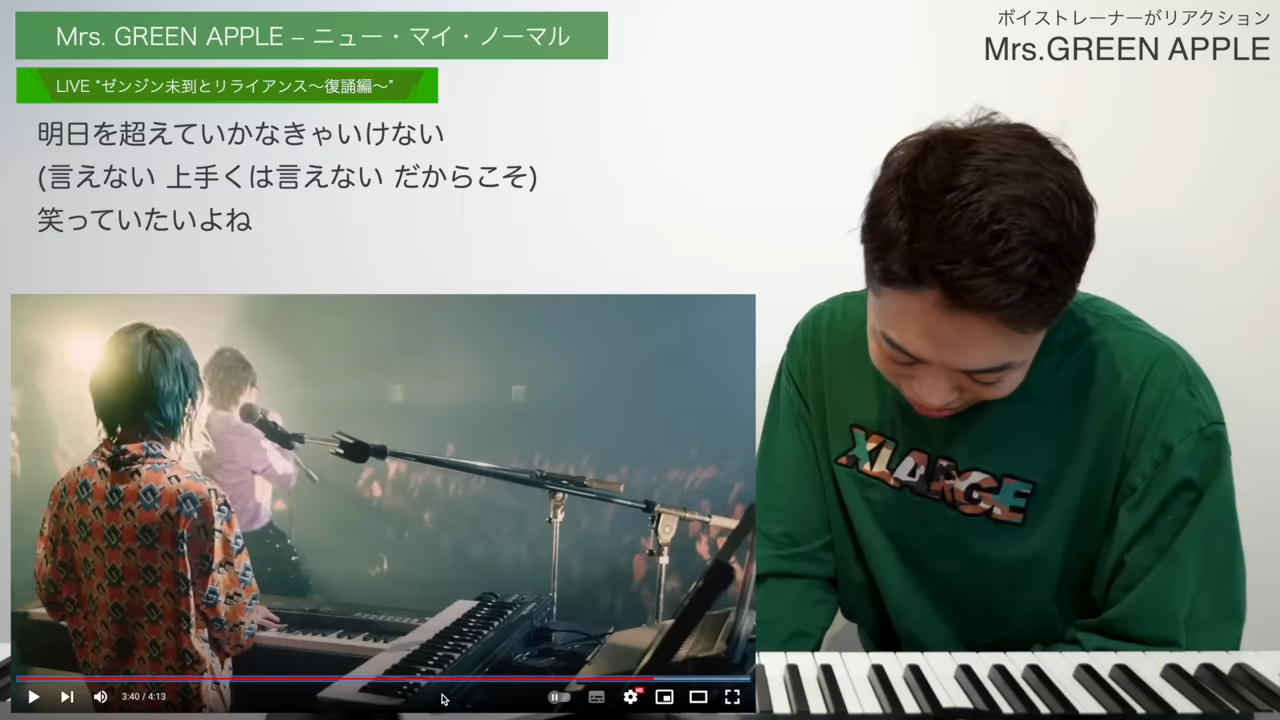 Mrs. GREEN APPLE – ニュー・マイ・ノーマル
LIVE “ゼンジン未到とリライアンス〜復誦編〜”
明日を超えていかなきゃいけない
(言えない 上手くは言えない だからこそ)
笑っていたいよね
ボイストレーナーがリアクション
Mrs.GREEN APPLE
XLARGE
3:40 / 4:13
HD